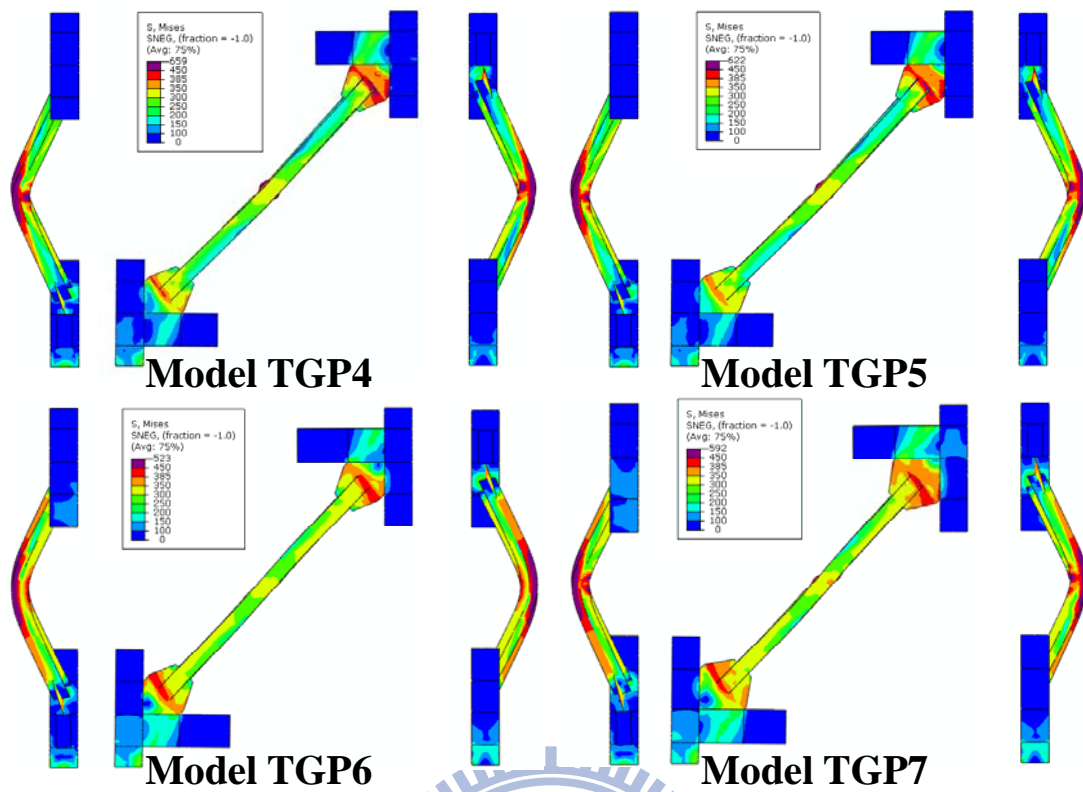 S, Mises
SNEG, (fraction = -1.0)
(Avg: 75%)
659
450
385
350
300
250
200
150
100
0
Model TGP4
S, Mises
SNEG, (fraction = -1.0)
(Avg: 75%)
622
450
385
350
300
250
200
150
100
0
Model TGP5
S, Mises
SNEG, (fraction = -1.0)
(Avg: 75%)
523
450
385
350
300
250
200
150
100
0
Model TGP6
S, Mises
SNEG, (fraction = -1.0)
(Avg: 75%)
592
450
385
350
300
250
200
150
100
0
Model TGP7